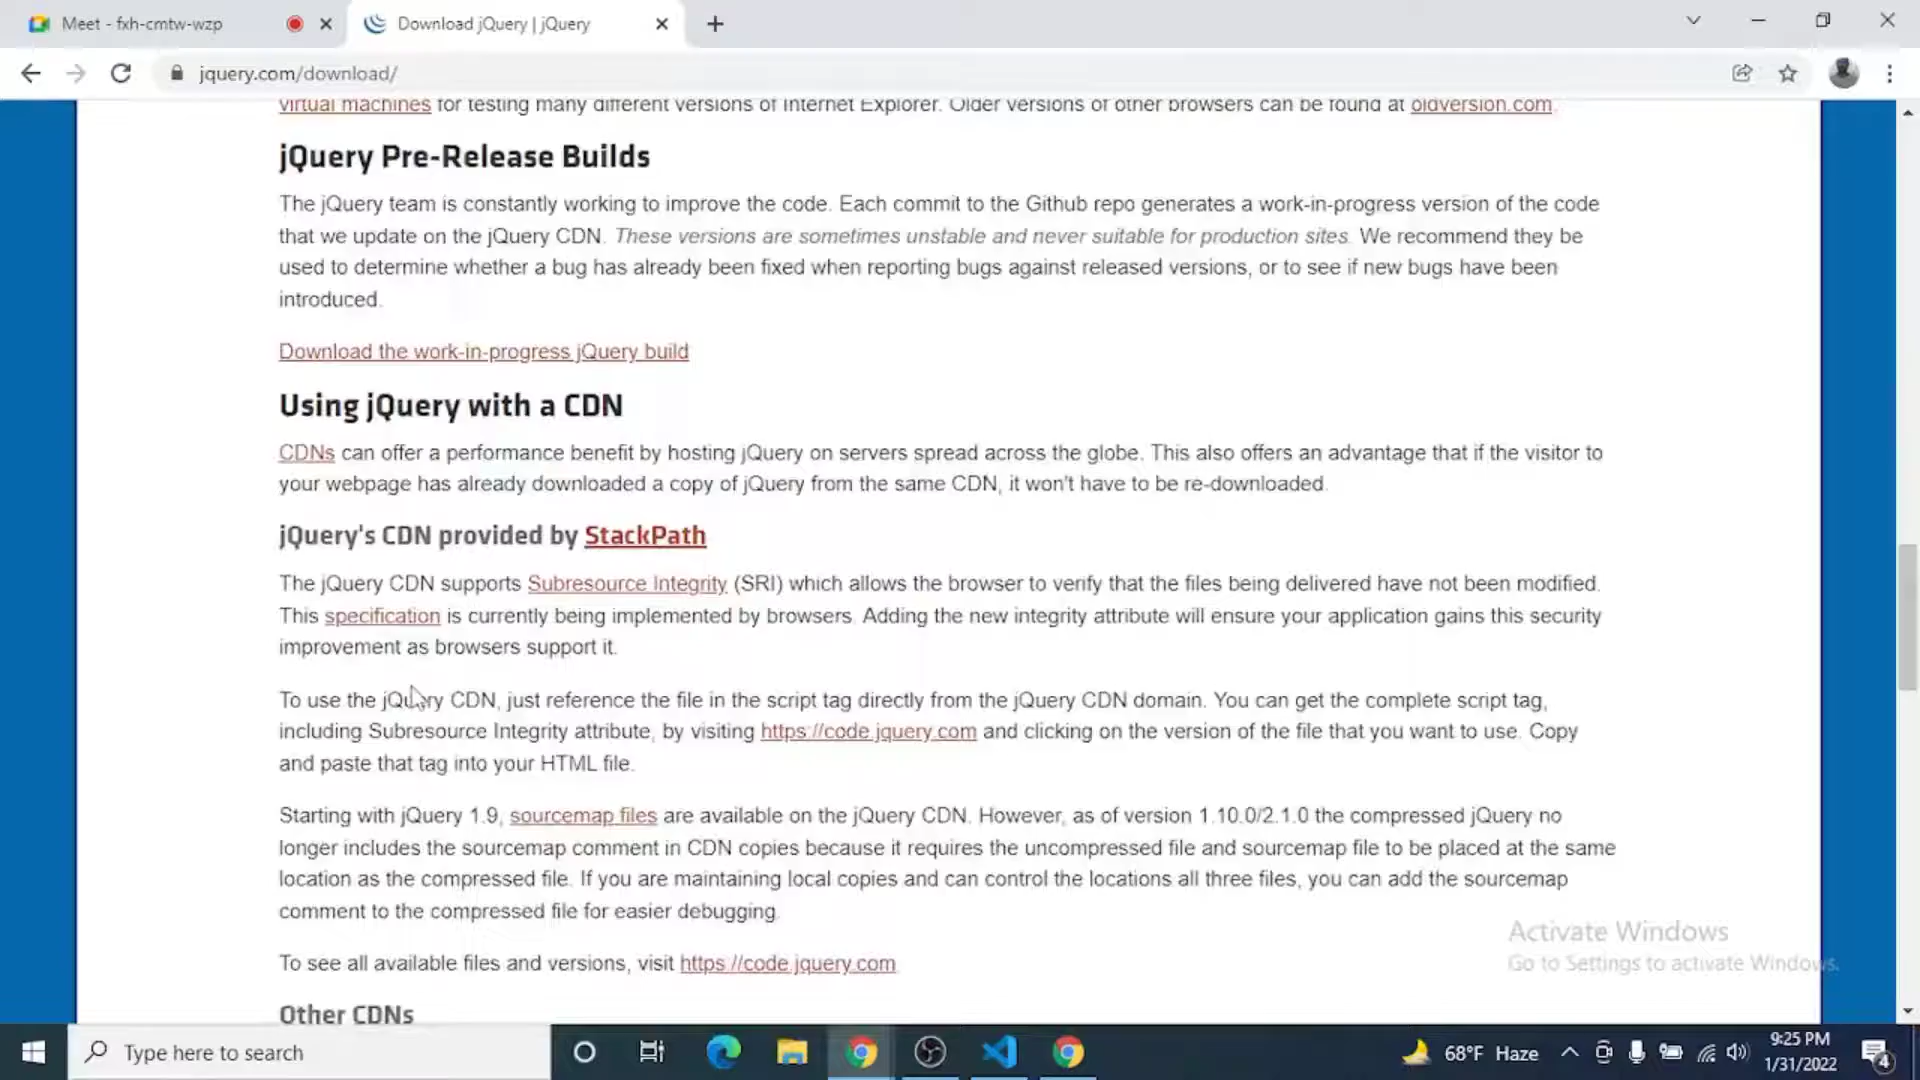 Meet - fxh-cmtw-wzp
Download jQuery | jQuery
jquery.com/download/
virtual machines for testing many different versions of Internet Explorer. Older versions of other browsers can be found at oldversion.com.
jQuery Pre-Release Builds
The jQuery team is constantly working to improve the code. Each commit to the Github repo generates a work-in-progress version of the code
that we update on the jQuery CDN. These versions are sometimes unstable and never suitable for production sites. We recommend they be
used to determine whether a bug has already been fixed when reporting bugs against released versions, or to see if new bugs have been
introduced.
Download the work-in-progress jQuery build
Using jQuery with a CDN
CDNs can offer a performance benefit by hosting jQuery on servers spread across the globe. This also offers an advantage that if the visitor to
your webpage has already downloaded a copy of jQuery from the same CDN, it won't have to be re-downloaded.
jQuery's CDN provided by StackPath
The jQuery CDN supports Subresource Integrity (SRI) which allows the browser to verify that the files being delivered have not been modified.
This specification is currently being implemented by browsers. Adding the new integrity attribute will ensure your application gains this security
improvement as browsers support it.
To use the jQuery CDN, just reference the file in the script tag directly from the jQuery CDN domain. You can get the complete script tag,
including Subresource Integrity attribute, by visiting https://code.jquery.com and clicking on the version of the file that you want to use. Copy
and paste that tag into your HTML file.
Starting with jQuery 1.9, sourcemap files are available on the jQuery CDN. However, as of version 1.10.0/2.1.0 the compressed jQuery no
longer includes the sourcemap comment in CDN copies because it requires the uncompressed file and sourcemap file to be placed at the same
location as the compressed file. If you are maintaining local copies and can control the locations all three files, you can add the sourcemap
comment to the compressed file for easier debugging.
To see all available files and versions, visit https://code.jquery.com
Other CDNs
Activate Windows
Go to Settings to activate Windows.
Type here to search
68°F Haze
9:25 PM
1/31/2022
4